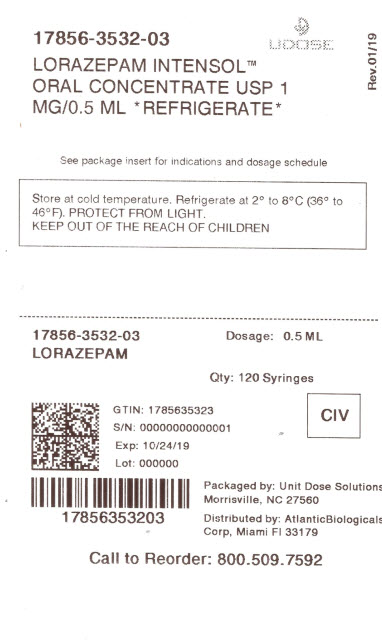 17856-3532-03
UDOSE
Rev.01/19
LORAZEPAM INTENSOL™
ORAL CONCENTRATE USP 1
MG/0.5 ML *REFRIGERATE*
See package insert for indications and dosage schedule
Store at cold temperature. Refrigerate at 2° to 8°C (36° to
46°F). PROTECT FROM LIGHT.
KEEP OUT OF THE REACH OF CHILDREN
17856-3532-03
Dosage: 0.5 ML
LORAZEPAM
Qty: 120 Syringes
GTIN: 1785635323
S/N: 00000000000001
Exp: 10/24/19
Lot: 000000
CIV
17856353203
Packaged by: Unit Dose Solutions
Morrisville, NC 27560
Distributed by: AtlanticBiologicals
Corp, Miami Fl 33179
Call to Reorder: 800.509.7592